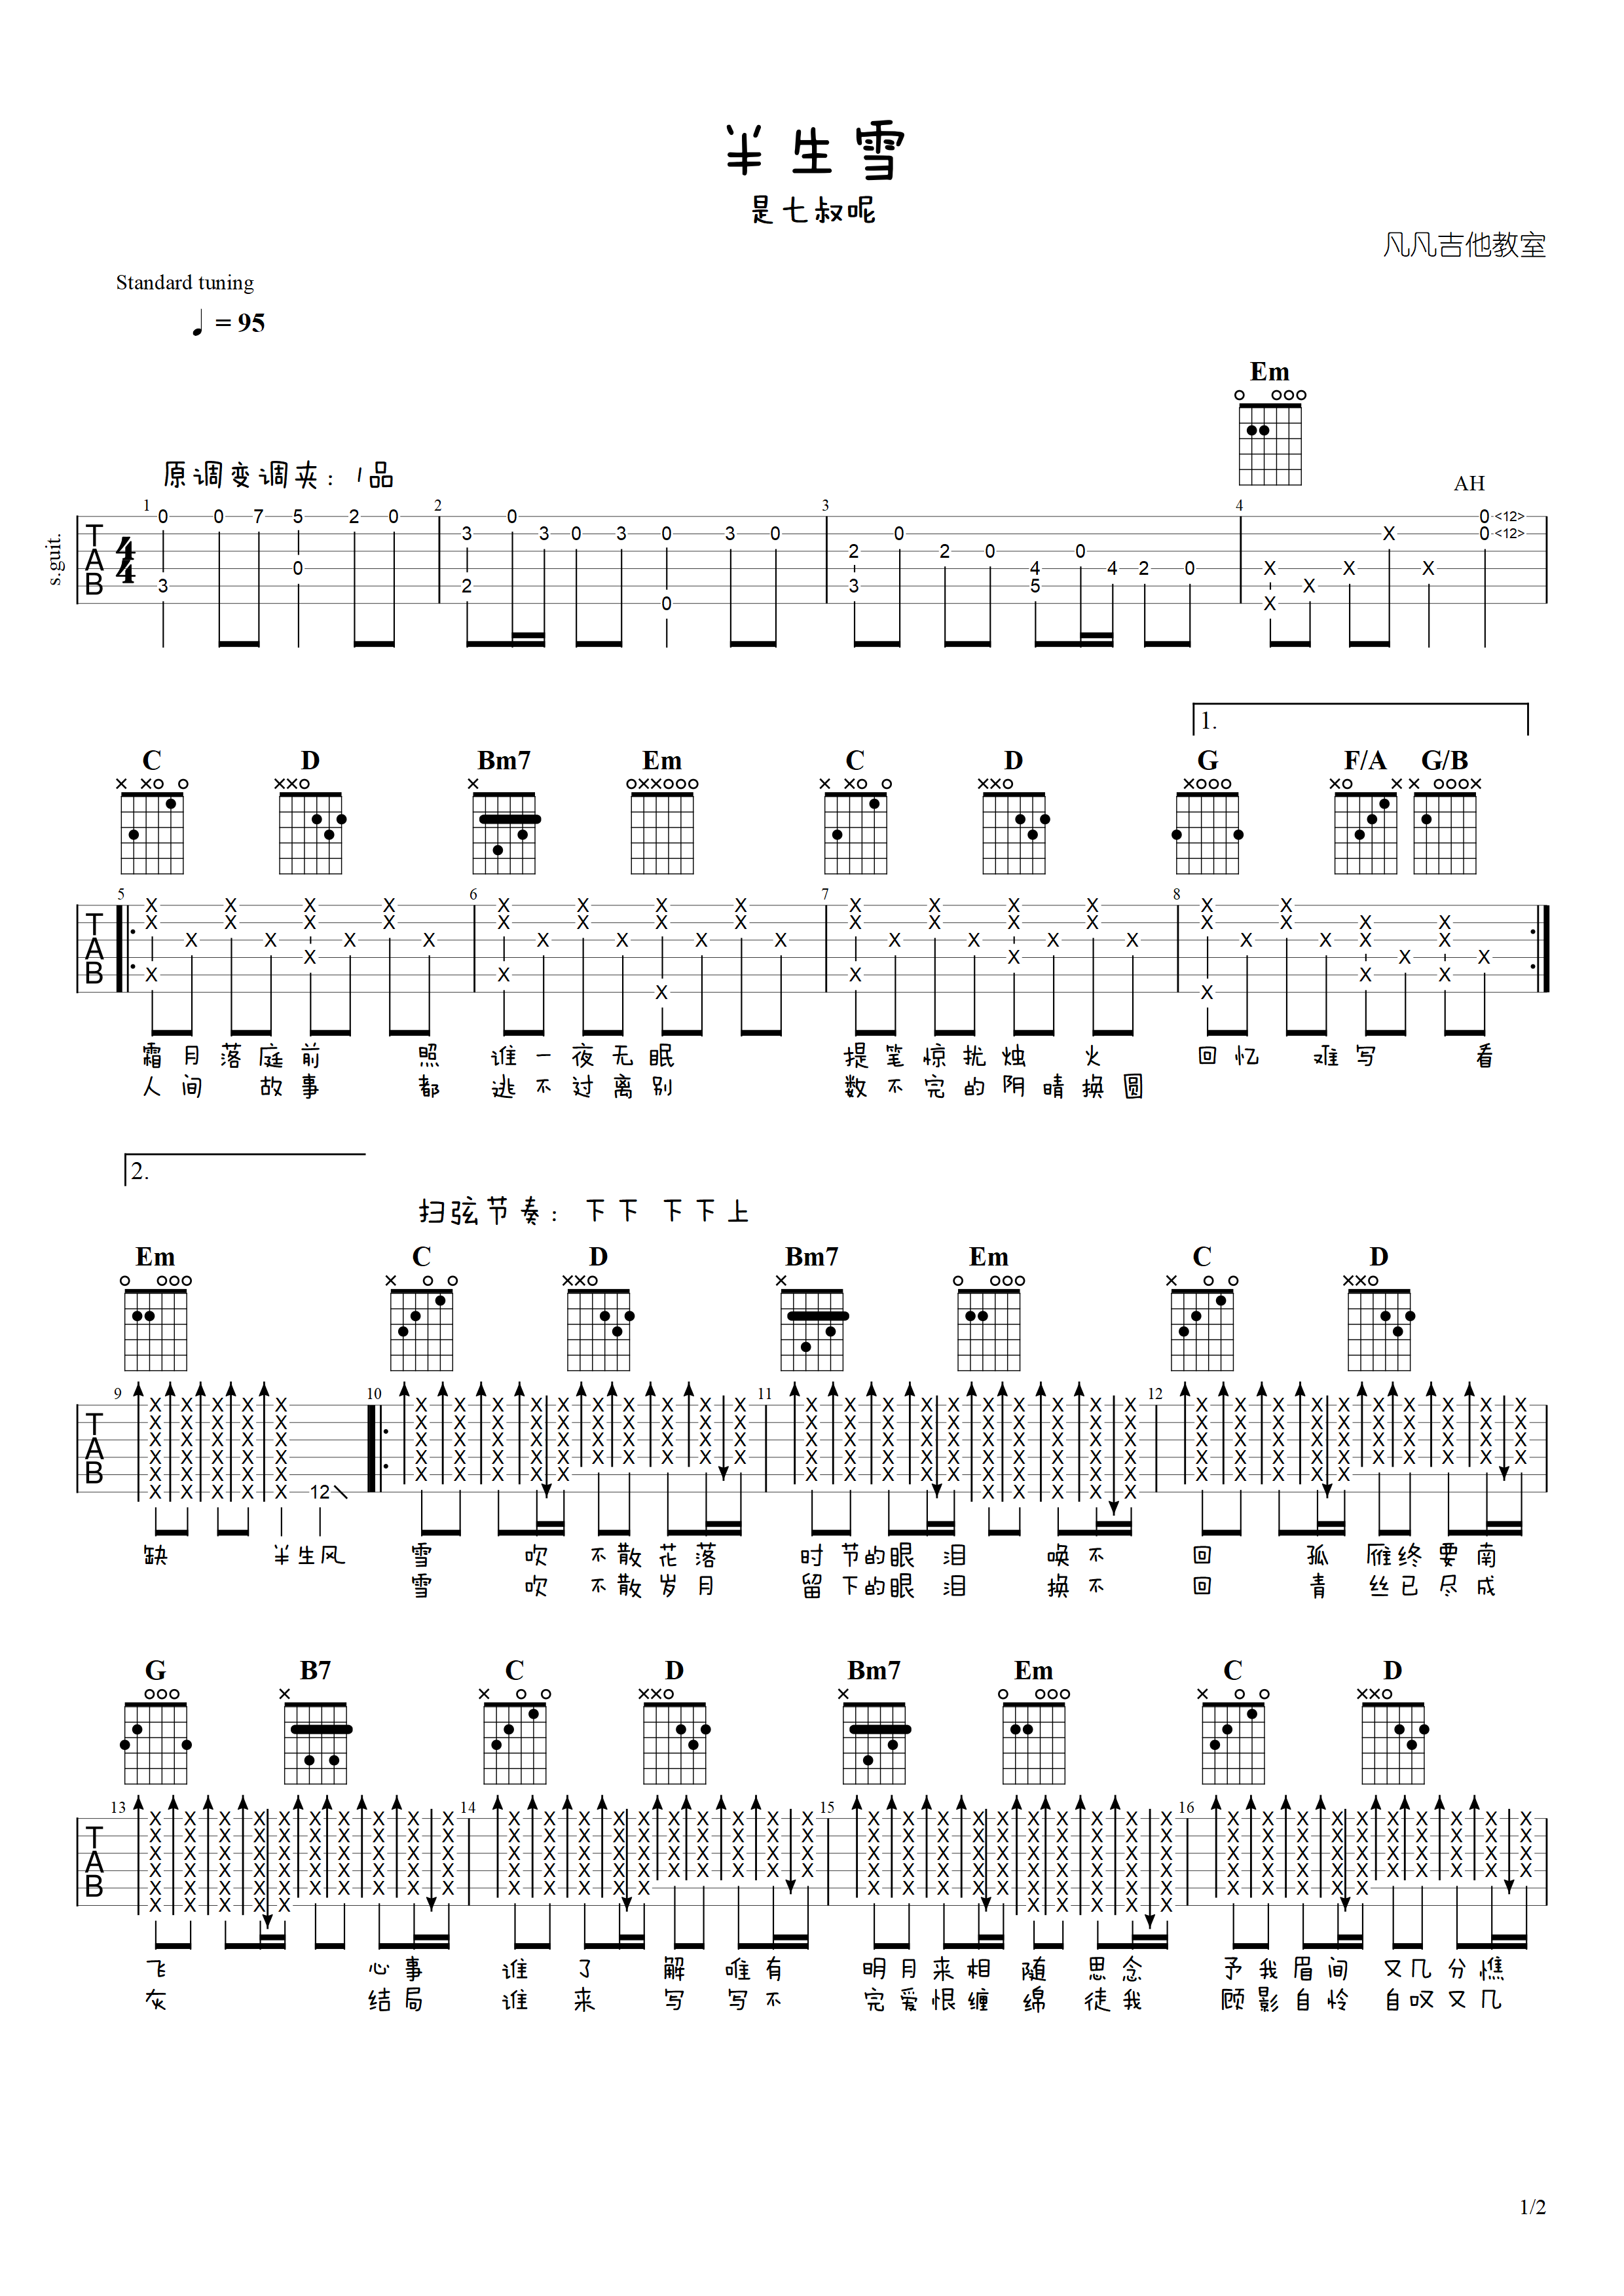 半生雪
是七叔呢
凡凡吉他教室
Standard tuning
♩ = 95
Em
原调变调夹：1品
AH
s.guit.
1 2 3 4
T A B
4/4
0 0 7 5 2 0 3 0 3 0 3 0 3 0 2 0 2 0 4 0 4 2 0 0 <12>
0 <12>
3 0 2 0 3 5
1.
C D Bm7 Em C D G F/A G/B
5 6 7 8
T A B
霜月落庭前 照 谁一夜无眠 提笔惊扰烛 火 回忆 难写 看
人间 故事 都 逃不过离别 数不完的阴晴换圆
2.
扫弦节奏：下下 下下上
Em C D Bm7 Em C D
9 10 11 12
T A B
12
缺 半生风 雪 吹 不散花落 时节的眼泪 唤不 回 孤 雁终要南
雪 吹 不散岁月 留下的眼泪 换不 回 青 丝已尽成
G B7 C D Bm7 Em C D
13 14 15 16
T A B
飞 心事 谁 了 解 唯有 明月来相随 思念 予我眉间 又几分憔
灰 结局 谁 来 写 写不 完爱恨缠绵 徒我 顾影自怜 自叹又几
1/2